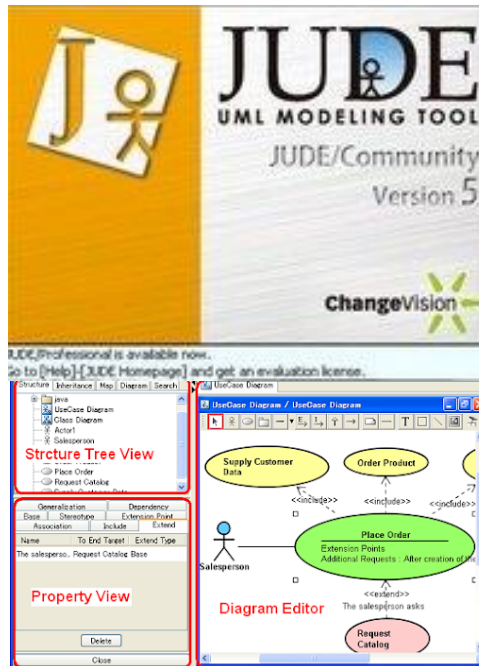 J
JUDE
UML MODELING TOOL
JUDE/Community
Version 5
ChangeVision
JUDE/Professional is available now.
Go to [Help]-[JUDE Homepage] and get an evaluation license.
Structure Inheritance Map Diagram Search
java
UseCase Diagram
Class Diagram
Actor1
Salesperson
Strcture Tree View
Place Order
Request Catalog
Supply Customer Data
Generalization Dependency
Base Stereotype Extension Point
Association Include Extend
Name To End Target Extend Type
The salesperso.. Request Catalog Base
Property View
Delete
Close
UseCase Diagram
UseCase Diagram / UseCase Diagram
T
Supply Customer
Data
Order Product
<<include>>
<<include>>
<<include>>
Place Order
Extension Points
Additional Requests : After creation of the
Salesperson
<<extend>>
The salesperson asks
Diagram Editor
Request
Catalog